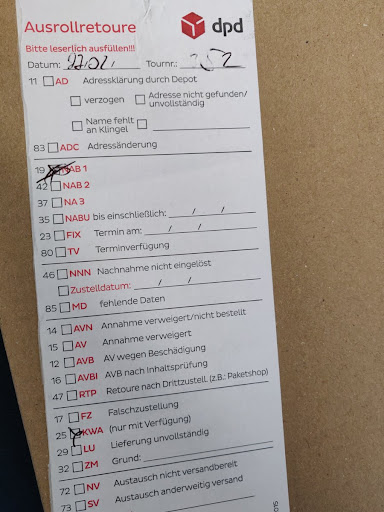 Ausrollretoure dpd
Bitte leserlich ausfüllen!!!
Datum: Tournr.: 252
11 AD Adressklärung durch Depot
verzogen Adresse nicht gefunden/
unvollständig
Name fehlt
an Klingel
83 ADC Adressänderung
19 NAB 1
42 NAB 2
37 NA 3
35 NABU bis einschließlich: / /
23 FIX Termin am: / /
80 TV Terminverfügung
46 NNN Nachnahme nicht eingelöst
Zustelldatum: / /
85 MD fehlende Daten
14 AVN Annahme verweigert/nicht bestellt
15 AV Annahme verweigert
12 AVB AV wegen Beschädigung
16 AVBI AVB nach Inhaltsprüfung
47 RTP Retoure nach Drittzustell. (z.B.: Paketshop)
17 FZ Falschzustellung
25 KWA (nur mit Verfügung)
29 LU Lieferung unvollständig
32 ZM Grund:
72 NV Austausch nicht versandbereit
73 SV Austausch anderweitig versand